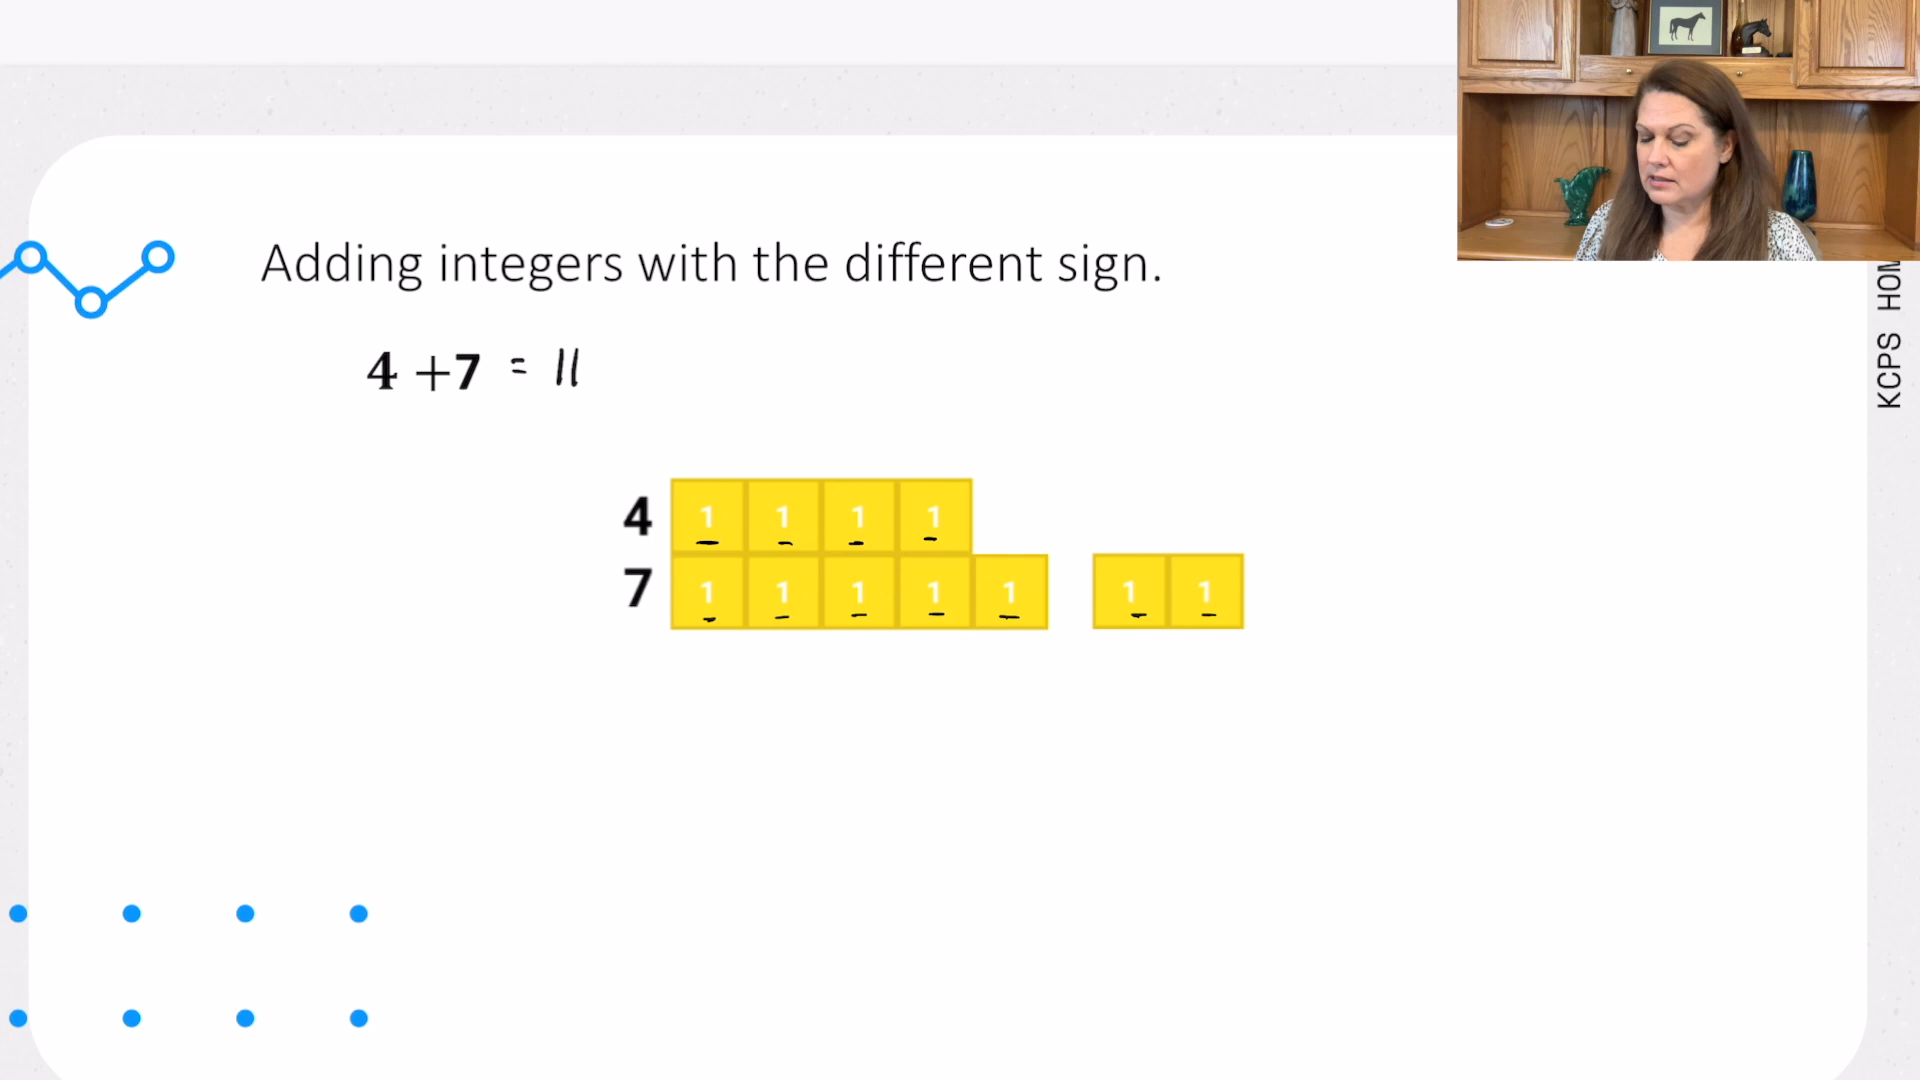 Adding integers with the different sign.
4 +7 = 11
4 1 1 1 1
7 1 1 1 1 1 1 1
KCPS